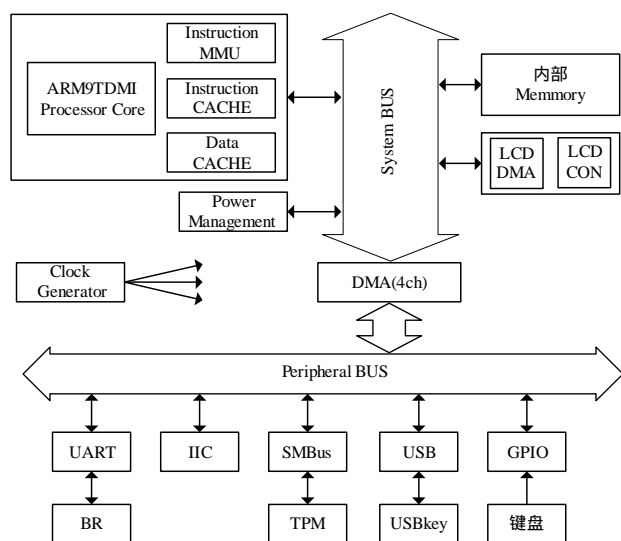 Instruction
MMU
ARM9TDMI
Processor Core
Instruction
CACHE
Data
CACHE
Power
Management
Clock
Generator
System BUS
内部
Memmory
LCD
DMA
LCD
CON
DMA(4ch)
Peripheral BUS
UART
IIC
SMBus
USB
GPIO
BR
TPM
USBkey
键盘